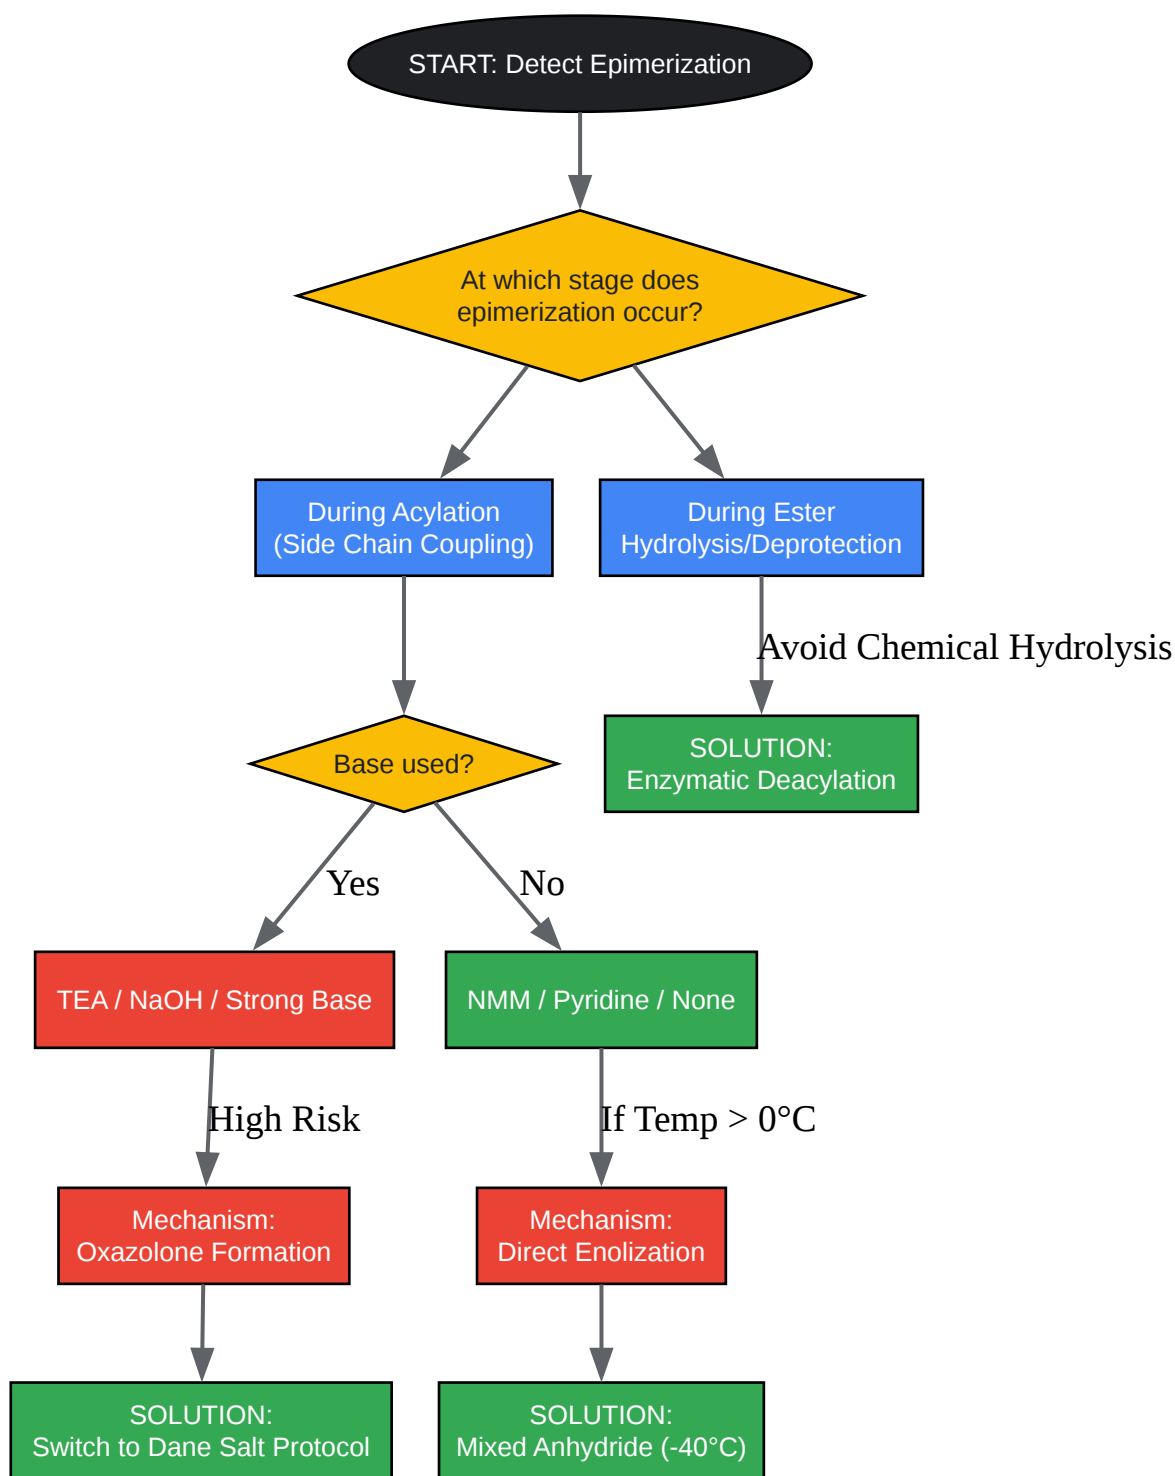 START: Detect Epimerization
At which stage does
epimerization occur?
During Acylation
(Side Chain Coupling)
During Ester
Hydrolysis/Deprotection
Avoid Chemical Hydrolysis
SOLUTION:
Enzymatic Deacylation
Base used?
Yes
No
TEA / NaOH / Strong Base
NMM / Pyridine / None
High Risk
If Temp > 0°C
Mechanism:
Oxazolone Formation
Mechanism:
Direct Enolization
SOLUTION:
Switch to Dane Salt Protocol
SOLUTION:
Mixed Anhydride (-40°C)